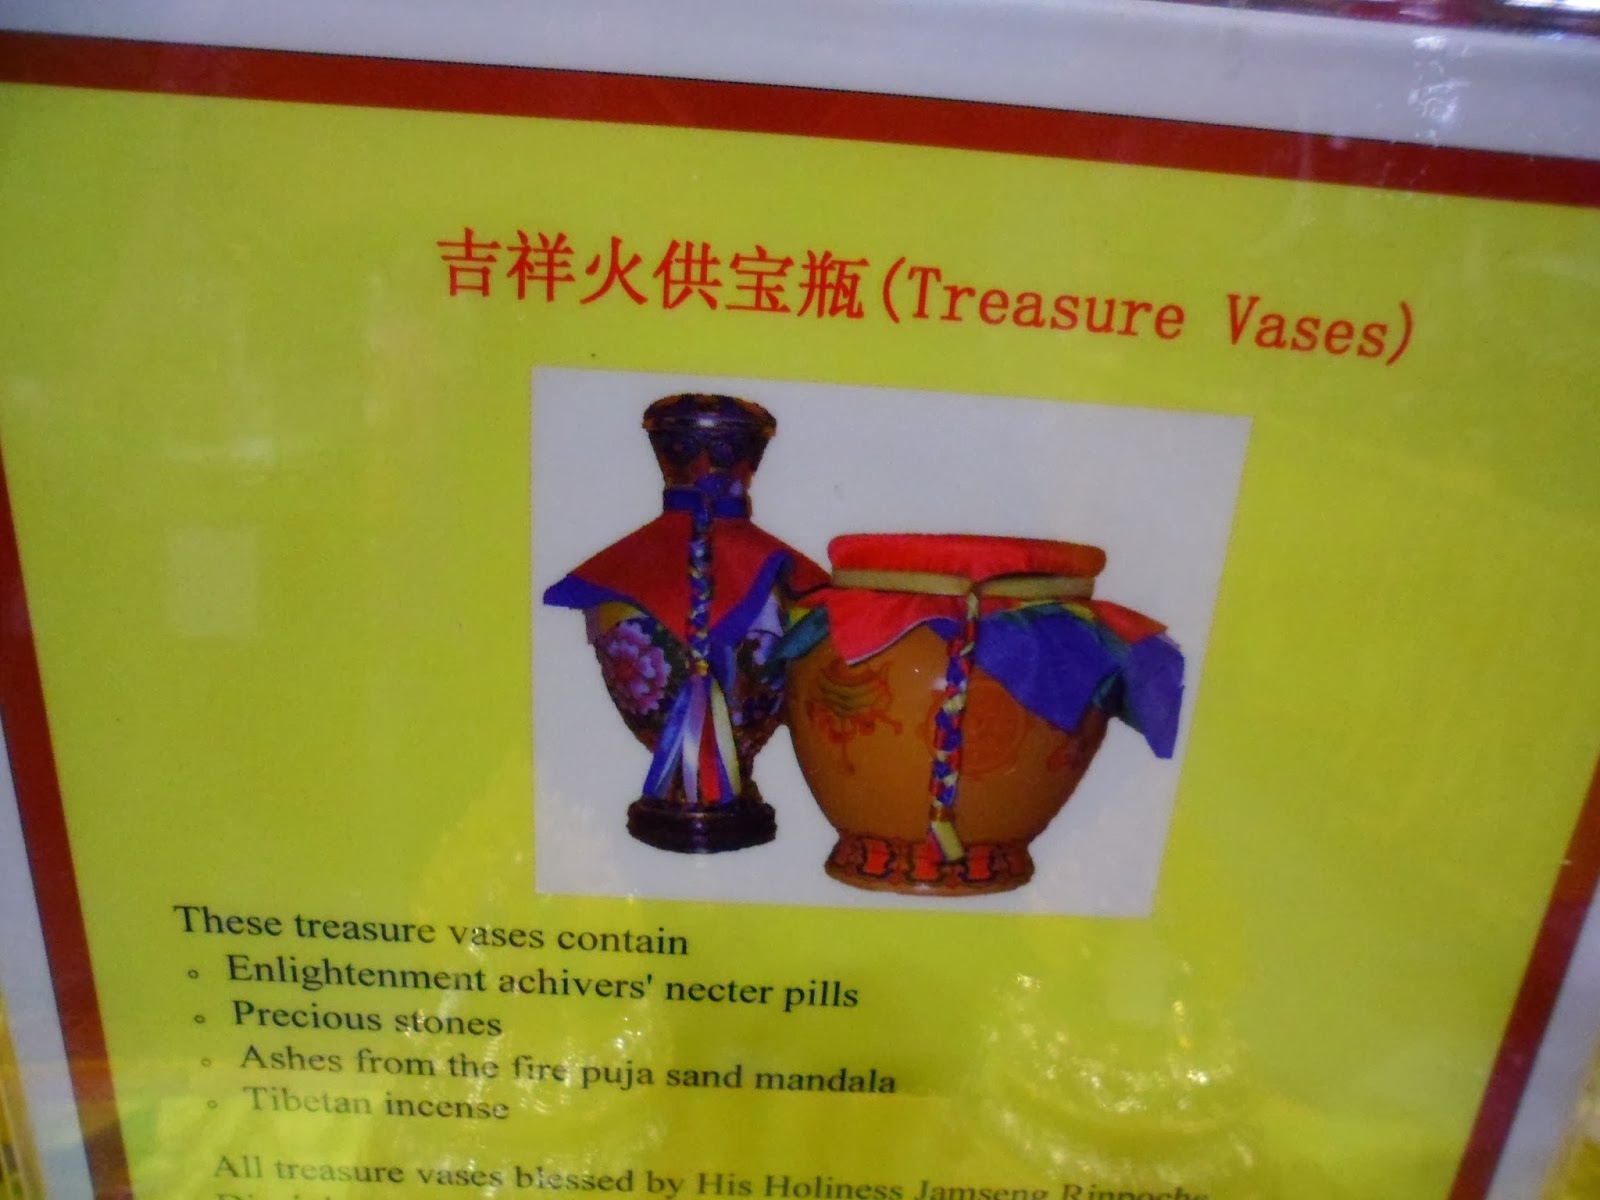 吉祥火供宝瓶(Treasure Vases)
These treasure vases contain
◦ Enlightenment achivers' necter pills
◦ Precious stones
◦ Ashes from the fire puja sand mandala
◦ Tibetan incense
All treasure vases blessed by His Holiness Jamseng Rinpoche